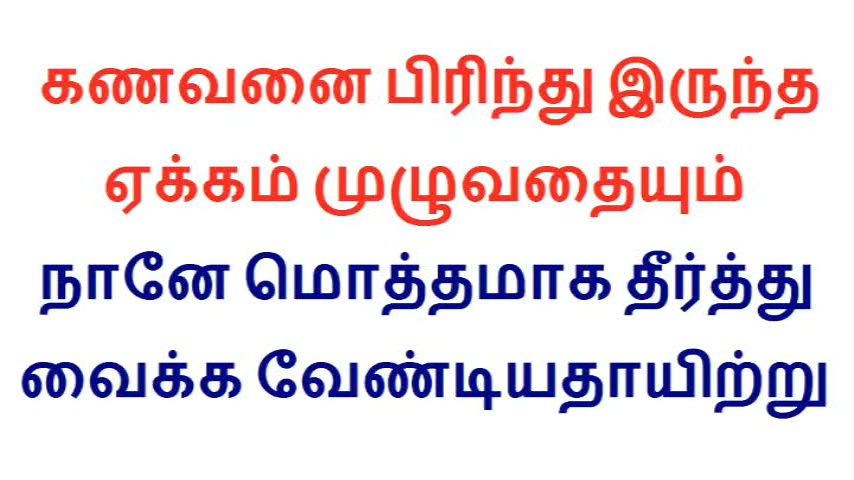 கணவனை பிரிந்து இருந்த
ஏக்கம் முழுவதையும்
நானே மொத்தமாக தீர்த்து
வைக்க வேண்டியதாயிற்று